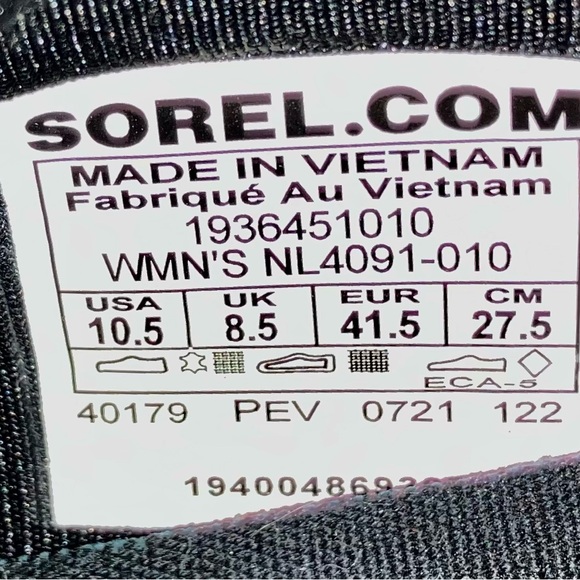 SOREL.COM
MADE IN VIETNAM
Fabriqué Au Vietnam
1936451010
WMN'S NL4091-010
USA UK EUR CM
10.5 8.5 41.5 27.5
ECA-5
40179 PEV 0721 122